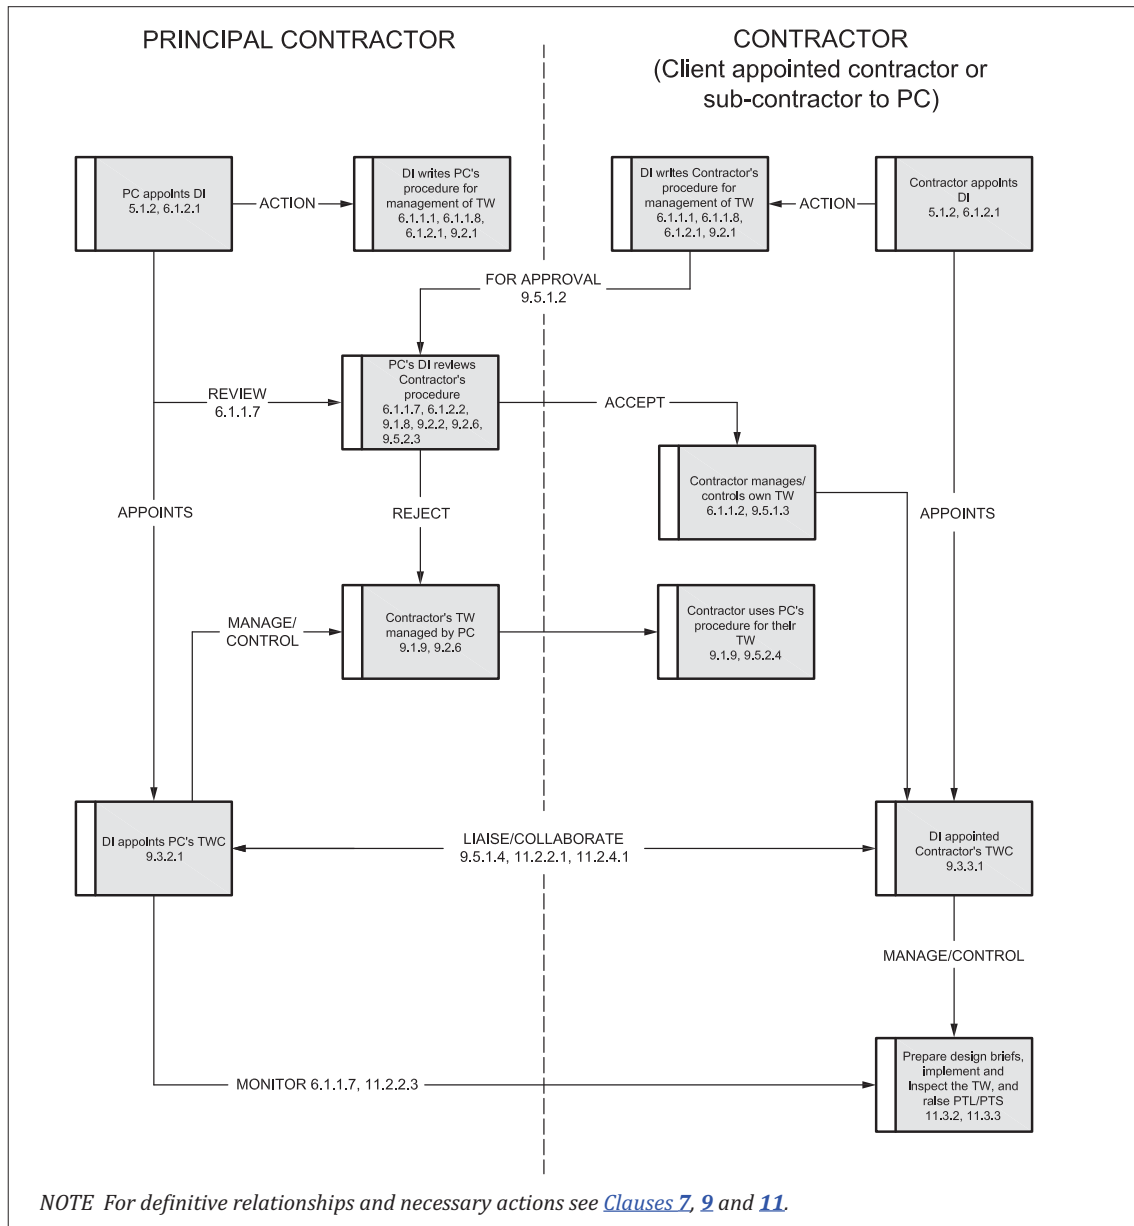 PRINCIPAL CONTRACTOR
CONTRACTOR
(Client appointed contractor or
sub-contractor to PC)
PC appoints DI
5.1.2, 6.1.2.1
ACTION
DI writes PC's
procedure for
management of TW
6.1.1.1, 6.1.1.8,
6.1.2.1, 9.2.1
DI writes Contractor's
procedure for
management of TW
6.1.1.1, 6.1.1.8,
6.1.2.1, 9.2.1
ACTION
Contractor appoints
DI
5.1.2, 6.1.2.1
FOR APPROVAL
9.5.1.2
REVIEW
6.1.1.7
PC's DI reviews
Contractor's
procedure
6.1.1.7, 6.1.2.2,
9.1.8, 9.2.2, 9.2.6,
9.5.2.3
ACCEPT
Contractor manages/
controls own TW
6.1.1.2, 9.5.1.3
APPOINTS
REJECT
APPOINTS
MANAGE/
CONTROL
Contractor's TW
managed by PC
9.1.9, 9.2.6
Contractor uses PC's
procedure for their
TW
9.1.9, 9.5.2.4
DI appoints PC's TWC
9.3.2.1
LIAISE/COLLABORATE
9.5.1.4, 11.2.2.1, 11.2.4.1
DI appointed
Contractor's TWC
9.3.3.1
MANAGE/CONTROL
MONITOR 6.1.1.7, 11.2.2.3
Prepare design briefs,
implement and
Inspect the TW, and
raise PTL/PTS
11.3.2, 11.3.3
NOTE For definitive relationships and necessary actions see Clauses 7, 9 and 11.